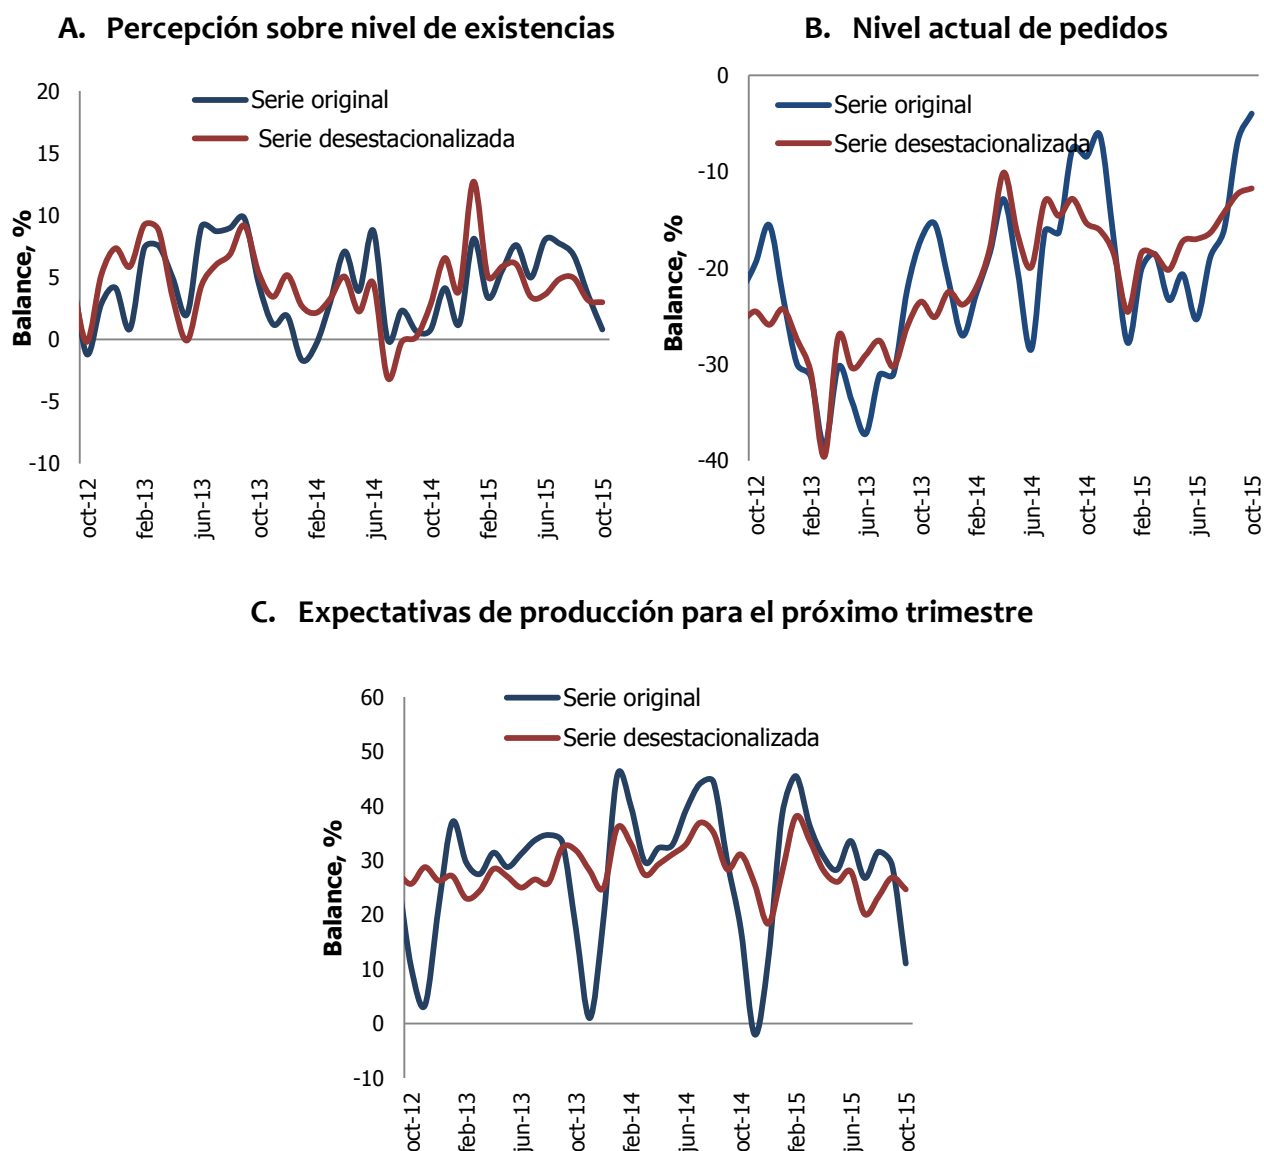 A. Percepción sobre nivel de existencias
Balance, %
20
15
10
5
0
-5
-10
Serie original
Serie desestacionalizada
oct-12
feb-13
jun-13
oct-13
feb-14
jun-14
oct-14
feb-15
jun-15
oct-15
B. Nivel actual de pedidos
Balance, %
0
-10
-20
-30
-40
Serie original
Serie desestacionalizada
oct-12
feb-13
jun-13
oct-13
feb-14
jun-14
oct-14
feb-15
jun-15
oct-15
C. Expectativas de producción para el próximo trimestre
Balance, %
60
50
40
30
20
10
0
-10
Serie original
Serie desestacionalizada
oct-12
feb-13
jun-13
oct-13
feb-14
jun-14
oct-14
feb-15
jun-15
oct-15